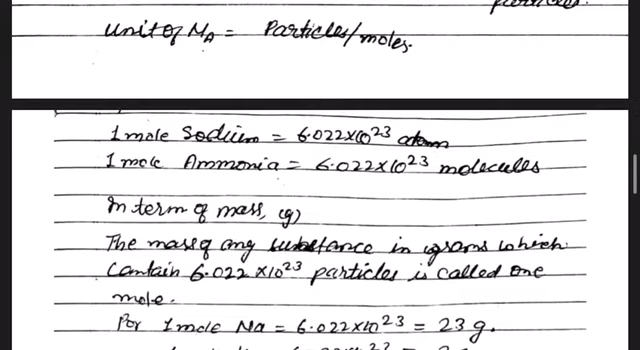 particles.
Unit of NA = Particles/moles.
1 mole Sodium = 6.022×10²³ atom
1 mole Ammonia = 6.022×10²³ molecules
In term of mass, (g)
The mass of any substance in grams which
Contain 6.022 ×10²³ particles is called one
mole.
For 1 mole Na = 6.022×10²³ = 23 g.